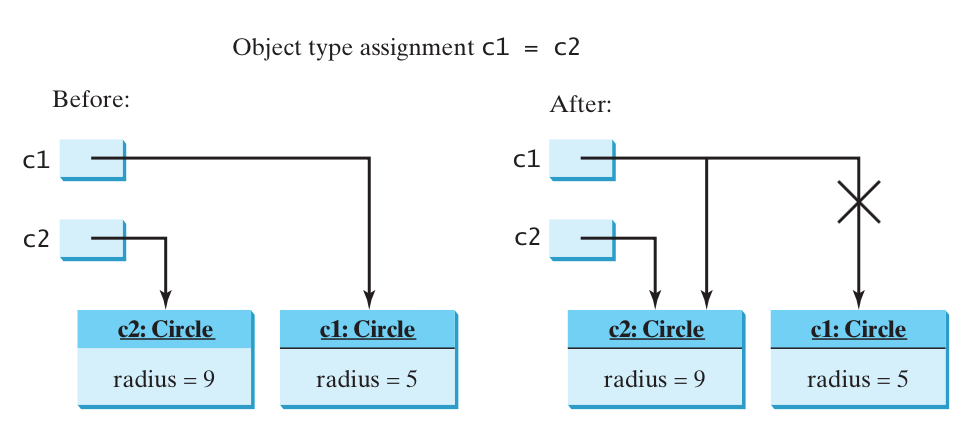 Object type assignment c1 = c2
Before:
c1
c2
c2: Circle
radius = 9
c1: Circle
radius = 5
After:
c1
c2
c2: Circle
radius = 9
c1: Circle
radius = 5